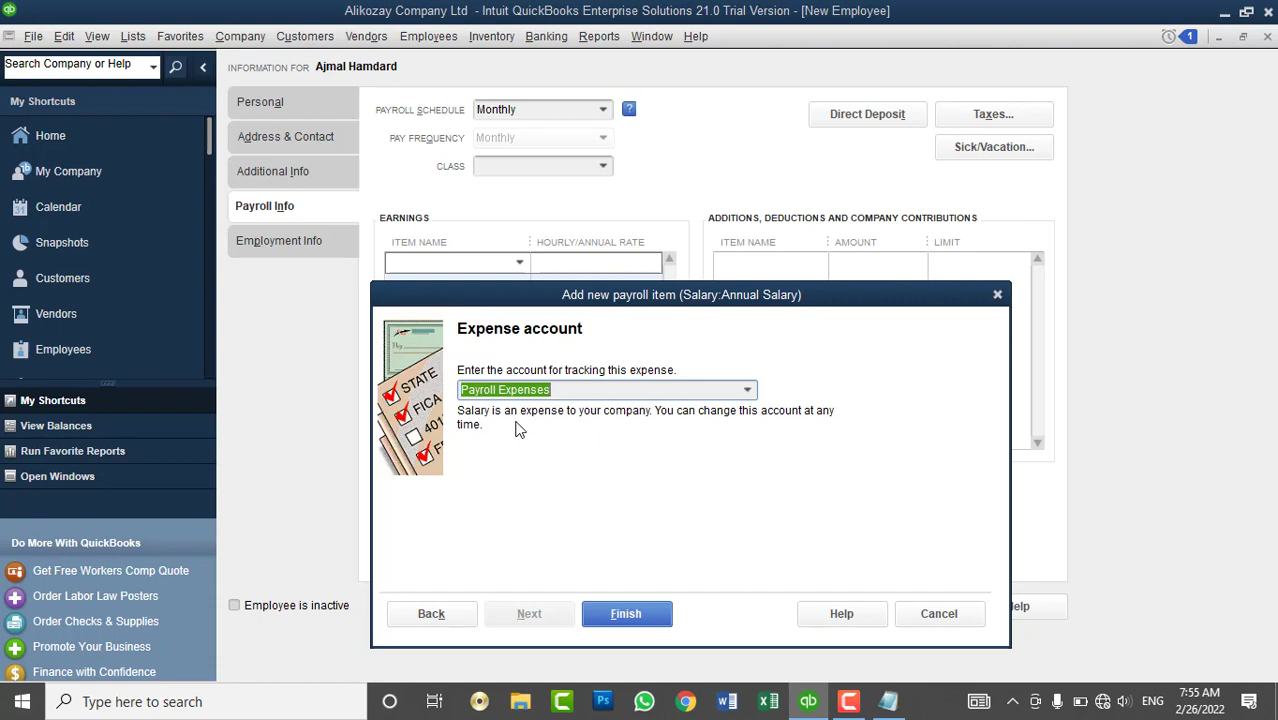 Alikozay Company Ltd - Intuit QuickBooks Enterprise Solutions 21.0 Trial Version - [New Employee]
File Edit View Lists Favorites Company Customers Vendors Employees Inventory Banking Reports Window Help
1
Search Company or Help
My Shortcuts
Home
My Company
Calendar
Snapshots
Customers
Vendors
Employees
My Shortcuts
View Balances
Run Favorite Reports
Open Windows
Do More With QuickBooks
Get Free Workers Comp Quote
Order Labor Law Posters
Order Checks & Supplies
Promote Your Business
Finance with Confidence
INFORMATION FOR Ajmal Hamdard
Personal
Address & Contact
Additional Info
Payroll Info
Employment Info
PAYROLL SCHEDULE Monthly ?
PAY FREQUENCY Monthly
CLASS
Direct Deposit Taxes...
Sick/Vacation...
EARNINGS
ITEM NAME HOURLY/ANNUAL RATE
ADDITIONS, DEDUCTIONS AND COMPANY CONTRIBUTIONS
ITEM NAME AMOUNT LIMIT
Add new payroll item (Salary:Annual Salary)
STATE
FICA
401
Expense account
Enter the account for tracking this expense.
Payroll Expenses
Salary is an expense to your company. You can change this account at any
time.
Back Next Finish Help Cancel
Employee is inactive
Help
Type here to search
ENG
7:55 AM
2/26/2022